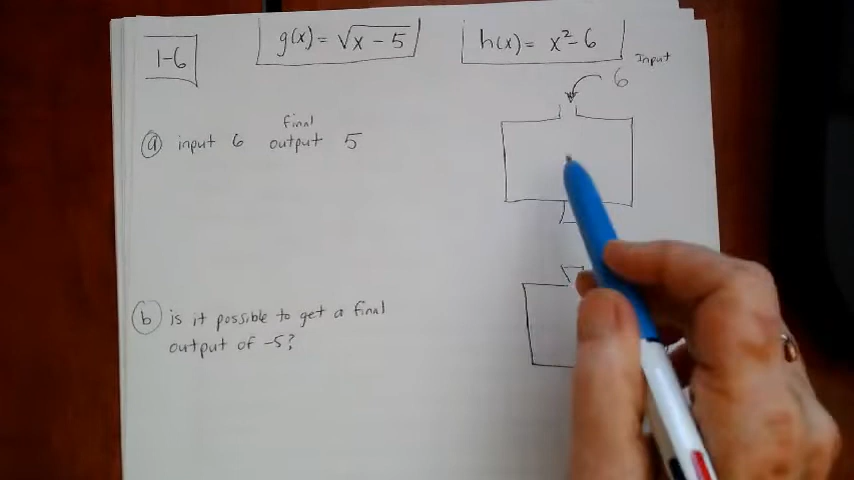 1-6
g(x) = √x - 5
h(x) = x² - 6
Input
6
a input 6 final output 5
b is it possible to get a final
output of -5?